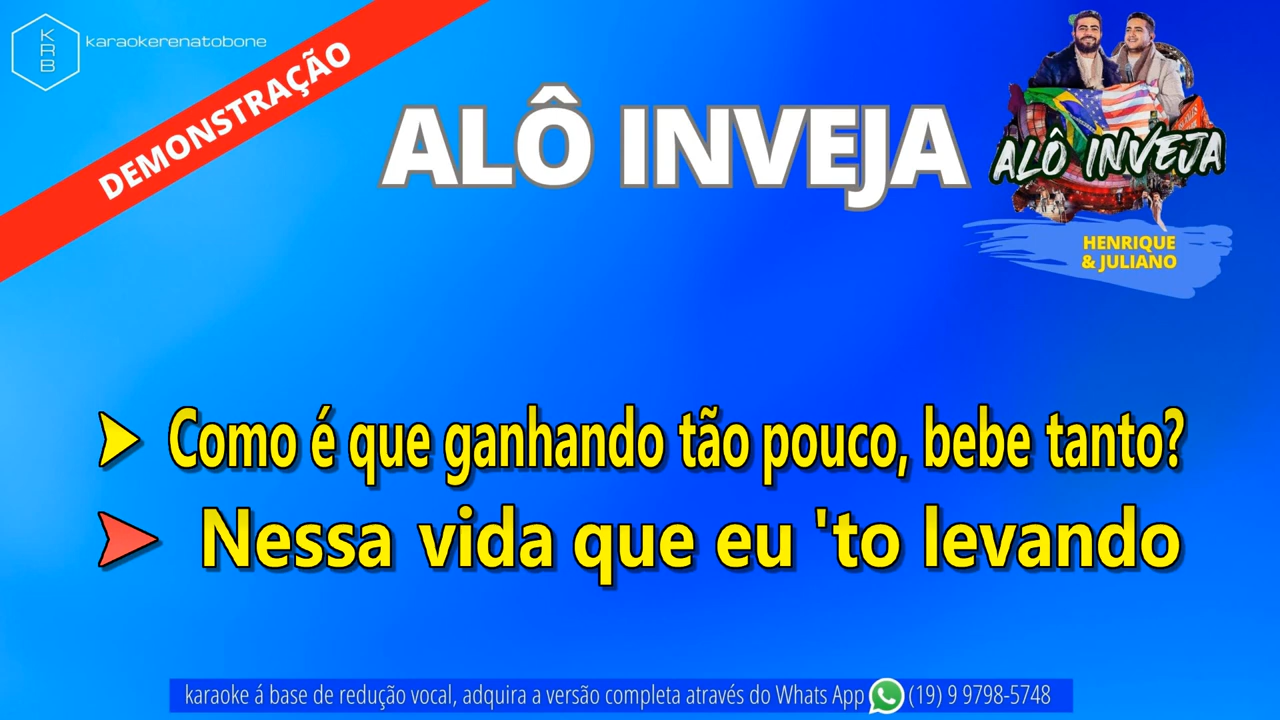 KRB
karaokerenatobone
DEMONSTRAÇÃO
ALÔ INVEJA
ALÔ INVEJA
HENRIQUE
& JULIANO
Como é que ganhando tão pouco, bebe tanto?
Nessa vida que eu 'to levando
karaoke á base de redução vocal, adquira a versão completa através do Whats App (19) 9 9798-5748